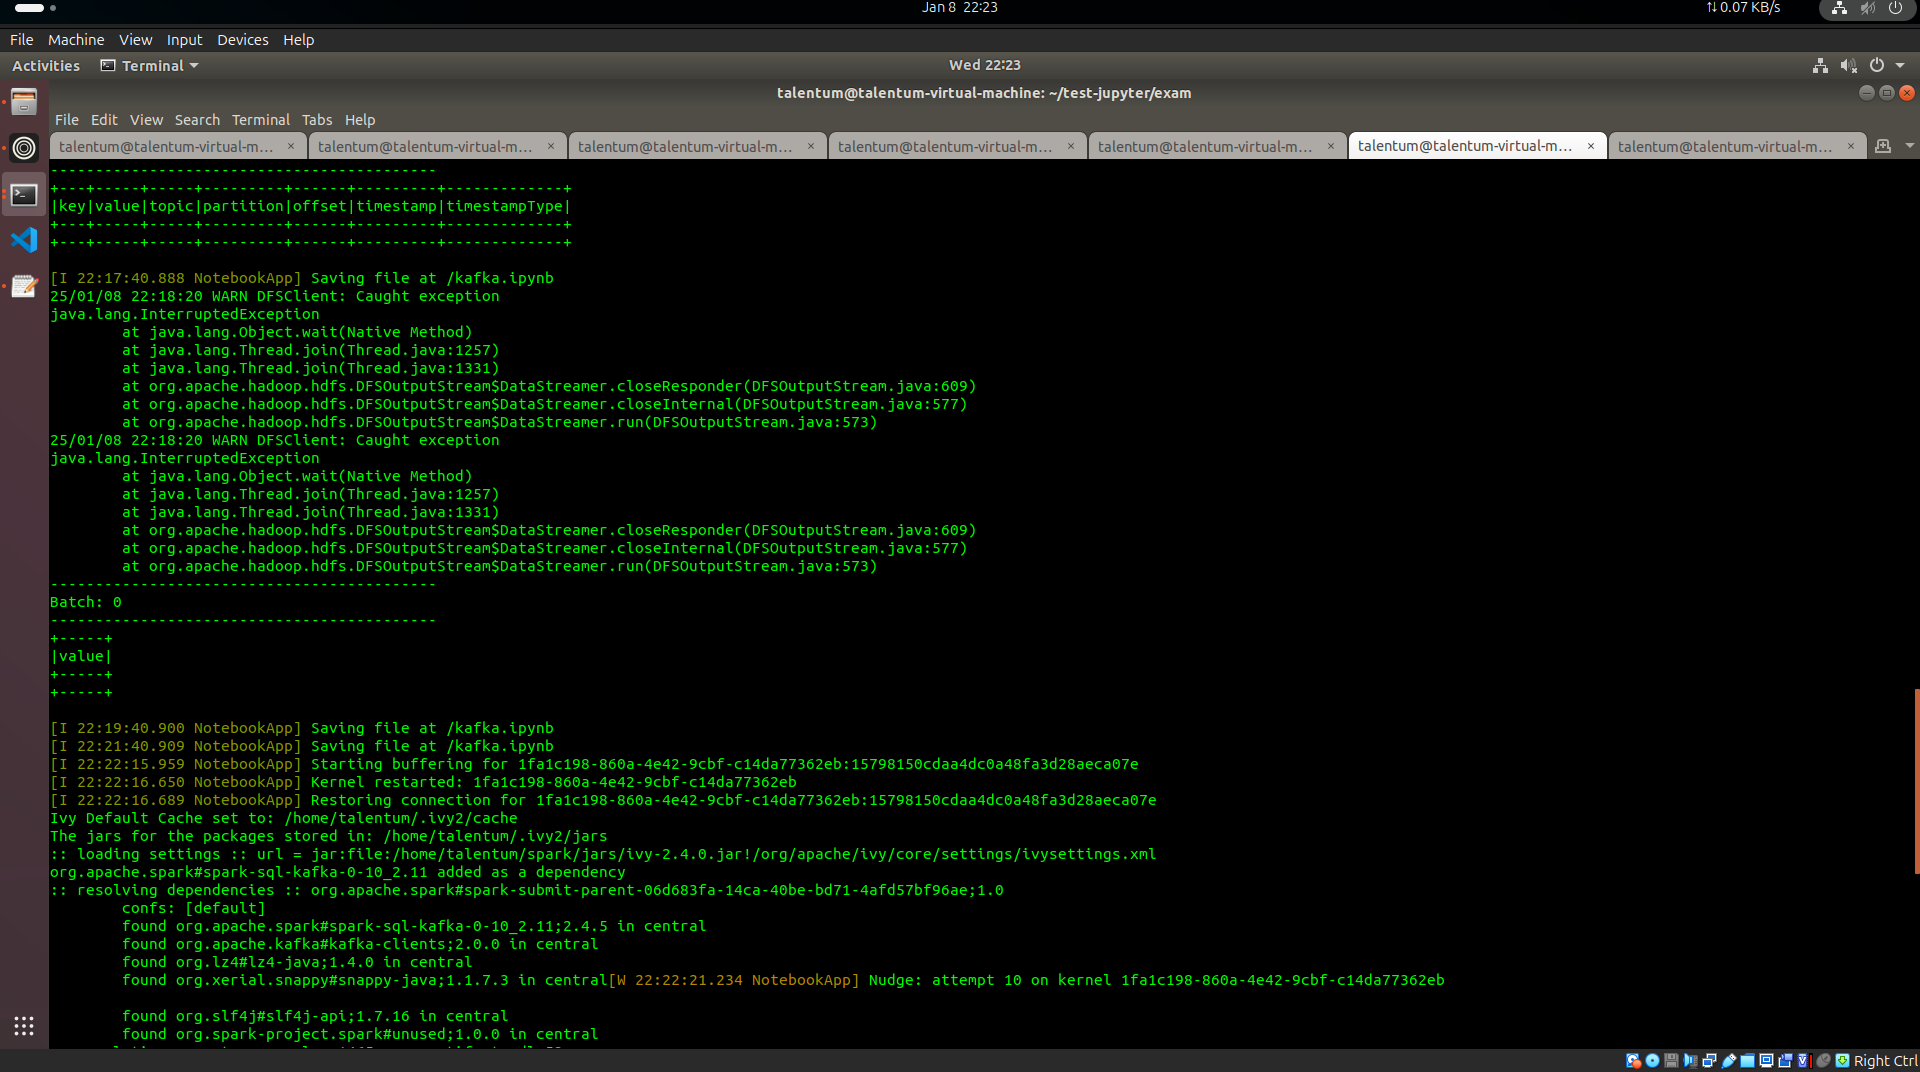 Jan 8 22:23
⇅ 0.07 KB/s
File Machine View Input Devices Help
Activities Terminal
Wed 22:23
talentum@talentum-virtual-machine: ~/test-jupyter/exam
File Edit View Search Terminal Tabs Help
talentum@talentum-virtual-m... × talentum@talentum-virtual-m... × talentum@talentum-virtual-m... × talentum@talentum-virtual-m... × talentum@talentum-virtual-m... × talentum@talentum-virtual-m... × talentum@talentum-virtual-m... ×
-------------------------------------------
+---+-----+-----+---------+------+---------+-------------+
|key|value|topic|partition|offset|timestamp|timestampType|
+---+-----+-----+---------+------+---------+-------------+
+---+-----+-----+---------+------+---------+-------------+
[I 22:17:40.888 NotebookApp] Saving file at /kafka.ipynb
25/01/08 22:18:20 WARN DFSClient: Caught exception
java.lang.InterruptedException
at java.lang.Object.wait(Native Method)
at java.lang.Thread.join(Thread.java:1257)
at java.lang.Thread.join(Thread.java:1331)
at org.apache.hadoop.hdfs.DFSOutputStream$DataStreamer.closeResponder(DFSOutputStream.java:609)
at org.apache.hadoop.hdfs.DFSOutputStream$DataStreamer.closeInternal(DFSOutputStream.java:577)
at org.apache.hadoop.hdfs.DFSOutputStream$DataStreamer.run(DFSOutputStream.java:573)
25/01/08 22:18:20 WARN DFSClient: Caught exception
java.lang.InterruptedException
at java.lang.Object.wait(Native Method)
at java.lang.Thread.join(Thread.java:1257)
at java.lang.Thread.join(Thread.java:1331)
at org.apache.hadoop.hdfs.DFSOutputStream$DataStreamer.closeResponder(DFSOutputStream.java:609)
at org.apache.hadoop.hdfs.DFSOutputStream$DataStreamer.closeInternal(DFSOutputStream.java:577)
at org.apache.hadoop.hdfs.DFSOutputStream$DataStreamer.run(DFSOutputStream.java:573)
-------------------------------------------
Batch: 0
-------------------------------------------
+-----+
|value|
+-----+
+-----+
[I 22:19:40.900 NotebookApp] Saving file at /kafka.ipynb
[I 22:21:40.909 NotebookApp] Saving file at /kafka.ipynb
[I 22:22:15.959 NotebookApp] Starting buffering for 1fa1c198-860a-4e42-9cbf-c14da77362eb:15798150cdaa4dc0a48fa3d28aeca07e
[I 22:22:16.650 NotebookApp] Kernel restarted: 1fa1c198-860a-4e42-9cbf-c14da77362eb
[I 22:22:16.689 NotebookApp] Restoring connection for 1fa1c198-860a-4e42-9cbf-c14da77362eb:15798150cdaa4dc0a48fa3d28aeca07e
Ivy Default Cache set to: /home/talentum/.ivy2/cache
The jars for the packages stored in: /home/talentum/.ivy2/jars
:: loading settings :: url = jar:file:/home/talentum/spark/jars/ivy-2.4.0.jar!/org/apache/ivy/core/settings/ivysettings.xml
org.apache.spark#spark-sql-kafka-0-10_2.11 added as a dependency
:: resolving dependencies :: org.apache.spark#spark-submit-parent-06d683fa-14ca-40be-bd71-4afd57bf96ae;1.0
confs: [default]
found org.apache.spark#spark-sql-kafka-0-10_2.11;2.4.5 in central
found org.apache.kafka#kafka-clients;2.0.0 in central
found org.lz4#lz4-java;1.4.0 in central
found org.xerial.snappy#snappy-java;1.1.7.3 in central[W 22:22:21.234 NotebookApp] Nudge: attempt 10 on kernel 1fa1c198-860a-4e42-9cbf-c14da77362eb
found org.slf4j#slf4j-api;1.7.16 in central
found org.spark-project.spark#unused;1.0.0 in central
Right Ctrl